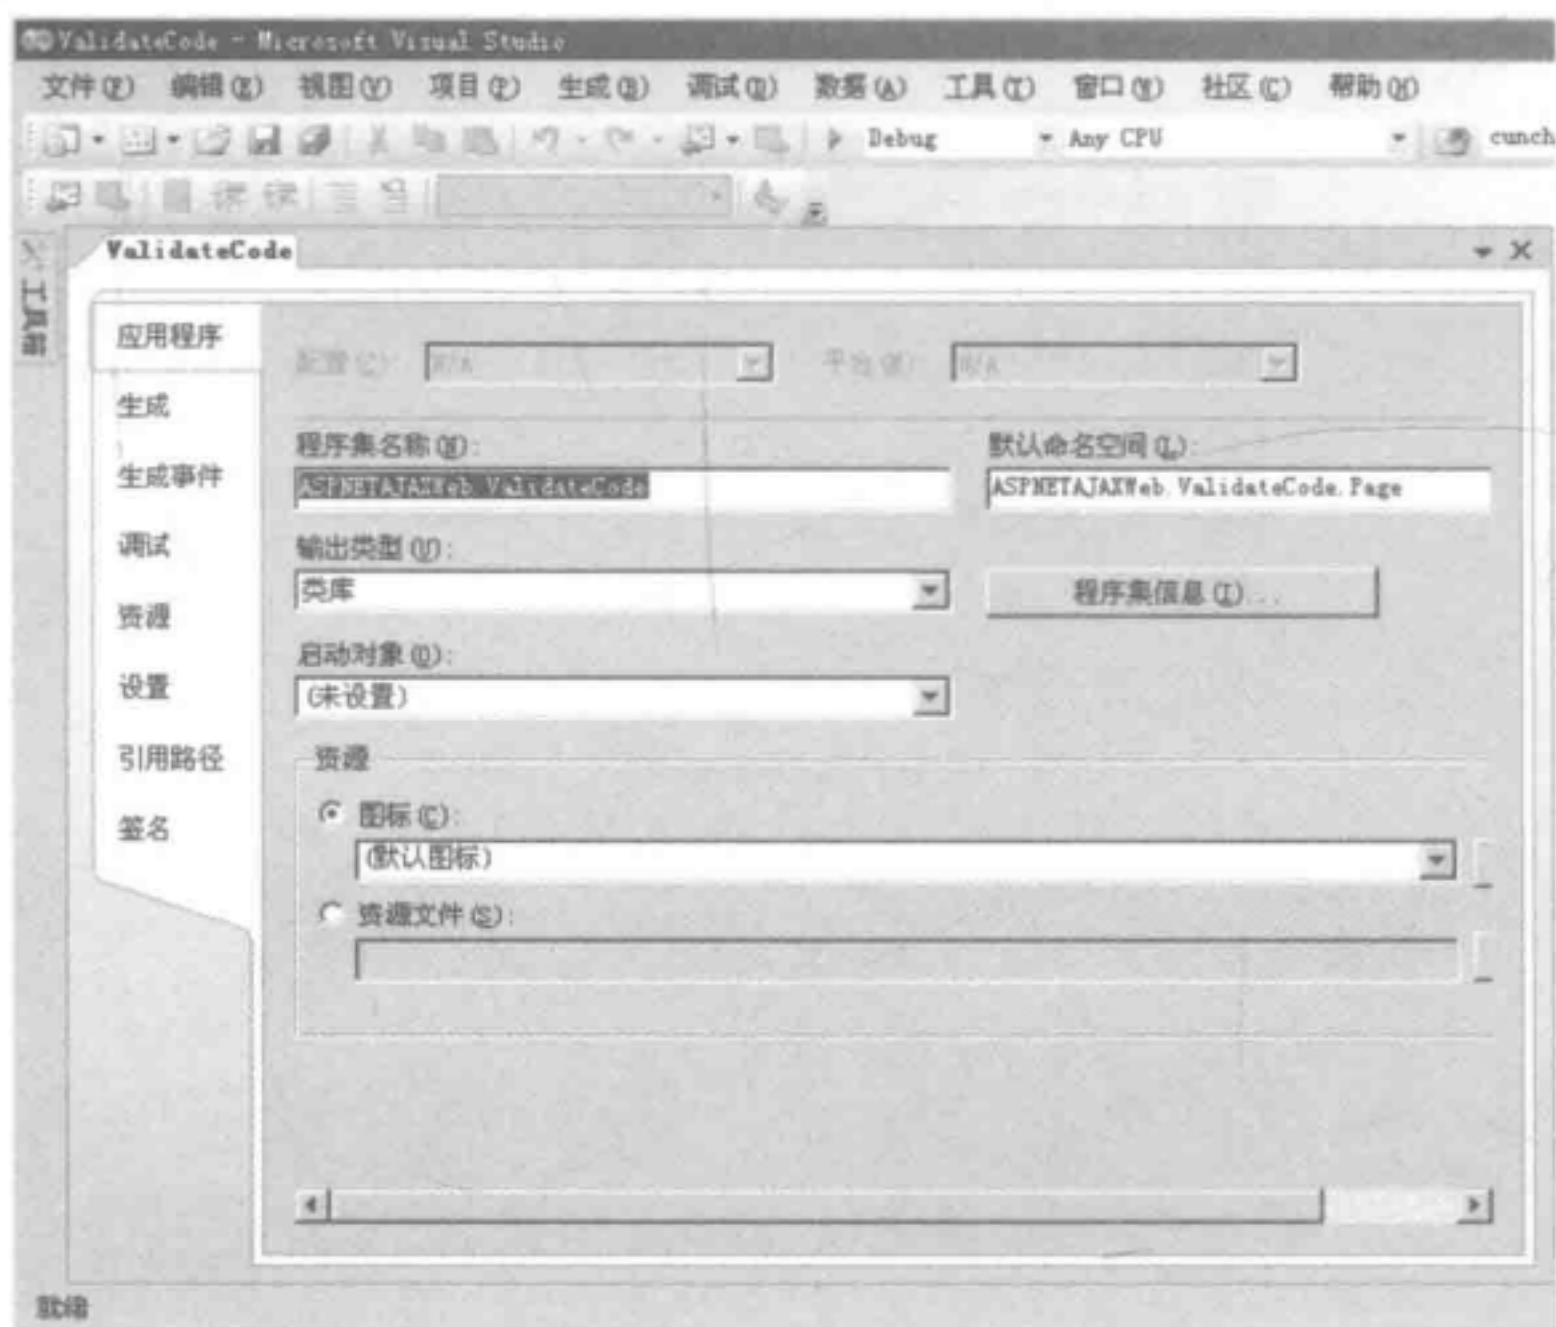 ValidateCode - Microsoft Visual Studio
文件(F) 编辑(E) 视图(V) 项目(P) 生成(B) 调试(D) 数据(A) 工具(T) 窗口(W) 社区(C) 帮助(H)
Debug Any CPU cunch
ValidateCode
工具箱
应用程序
生成
生成事件
调试
资源
设置
引用路径
签名
配置(C): N/A 平台(M): N/A
程序集名称(N): 默认命名空间(L):
ASPNETAJAXWeb.ValidateCode ASPNETAJAXWeb.ValidateCode.Page
输出类型(U):
类库 程序集信息(I)...
启动对象(O):
(未设置)
资源
图标(C):
(默认图标)
资源文件(S):
就绪